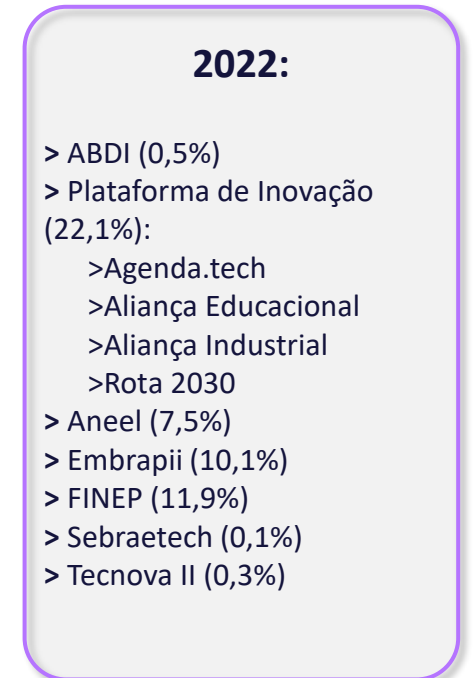 2022:
> ABDI (0,5%)
> Plataforma de Inovação
(22,1%):
>Agenda.tech
>Aliança Educacional
>Aliança Industrial
>Rota 2030
> Aneel (7,5%)
> Embrapii (10,1%)
> FINEP (11,9%)
> Sebraetech (0,1%)
> Tecnova II (0,3%)